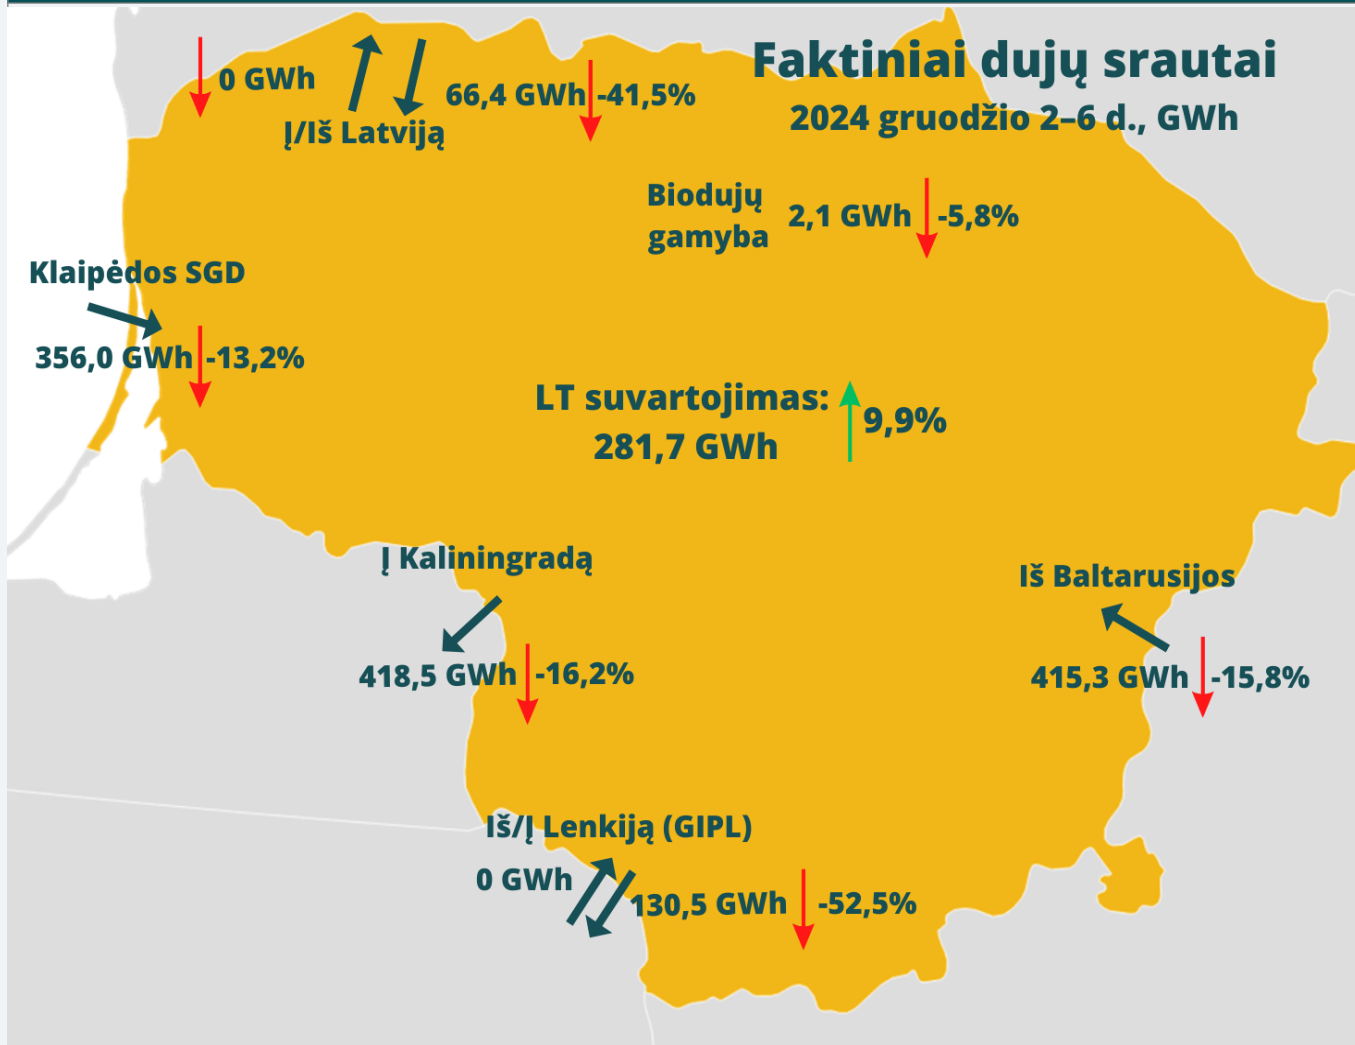 Faktiniai dujų srautai
2024 gruodžio 2–6 d., GWh
0 GWh
Į/Iš Latviją
66,4 GWh -41,5%
Biodujų
gamyba
2,1 GWh -5,8%
Klaipėdos SGD
356,0 GWh -13,2%
LT suvartojimas:
281,7 GWh
9,9%
Į Kaliningradą
418,5 GWh -16,2%
Iš Baltarusijos
415,3 GWh -15,8%
Iš/Į Lenkiją (GIPL)
0 GWh
130,5 GWh -52,5%